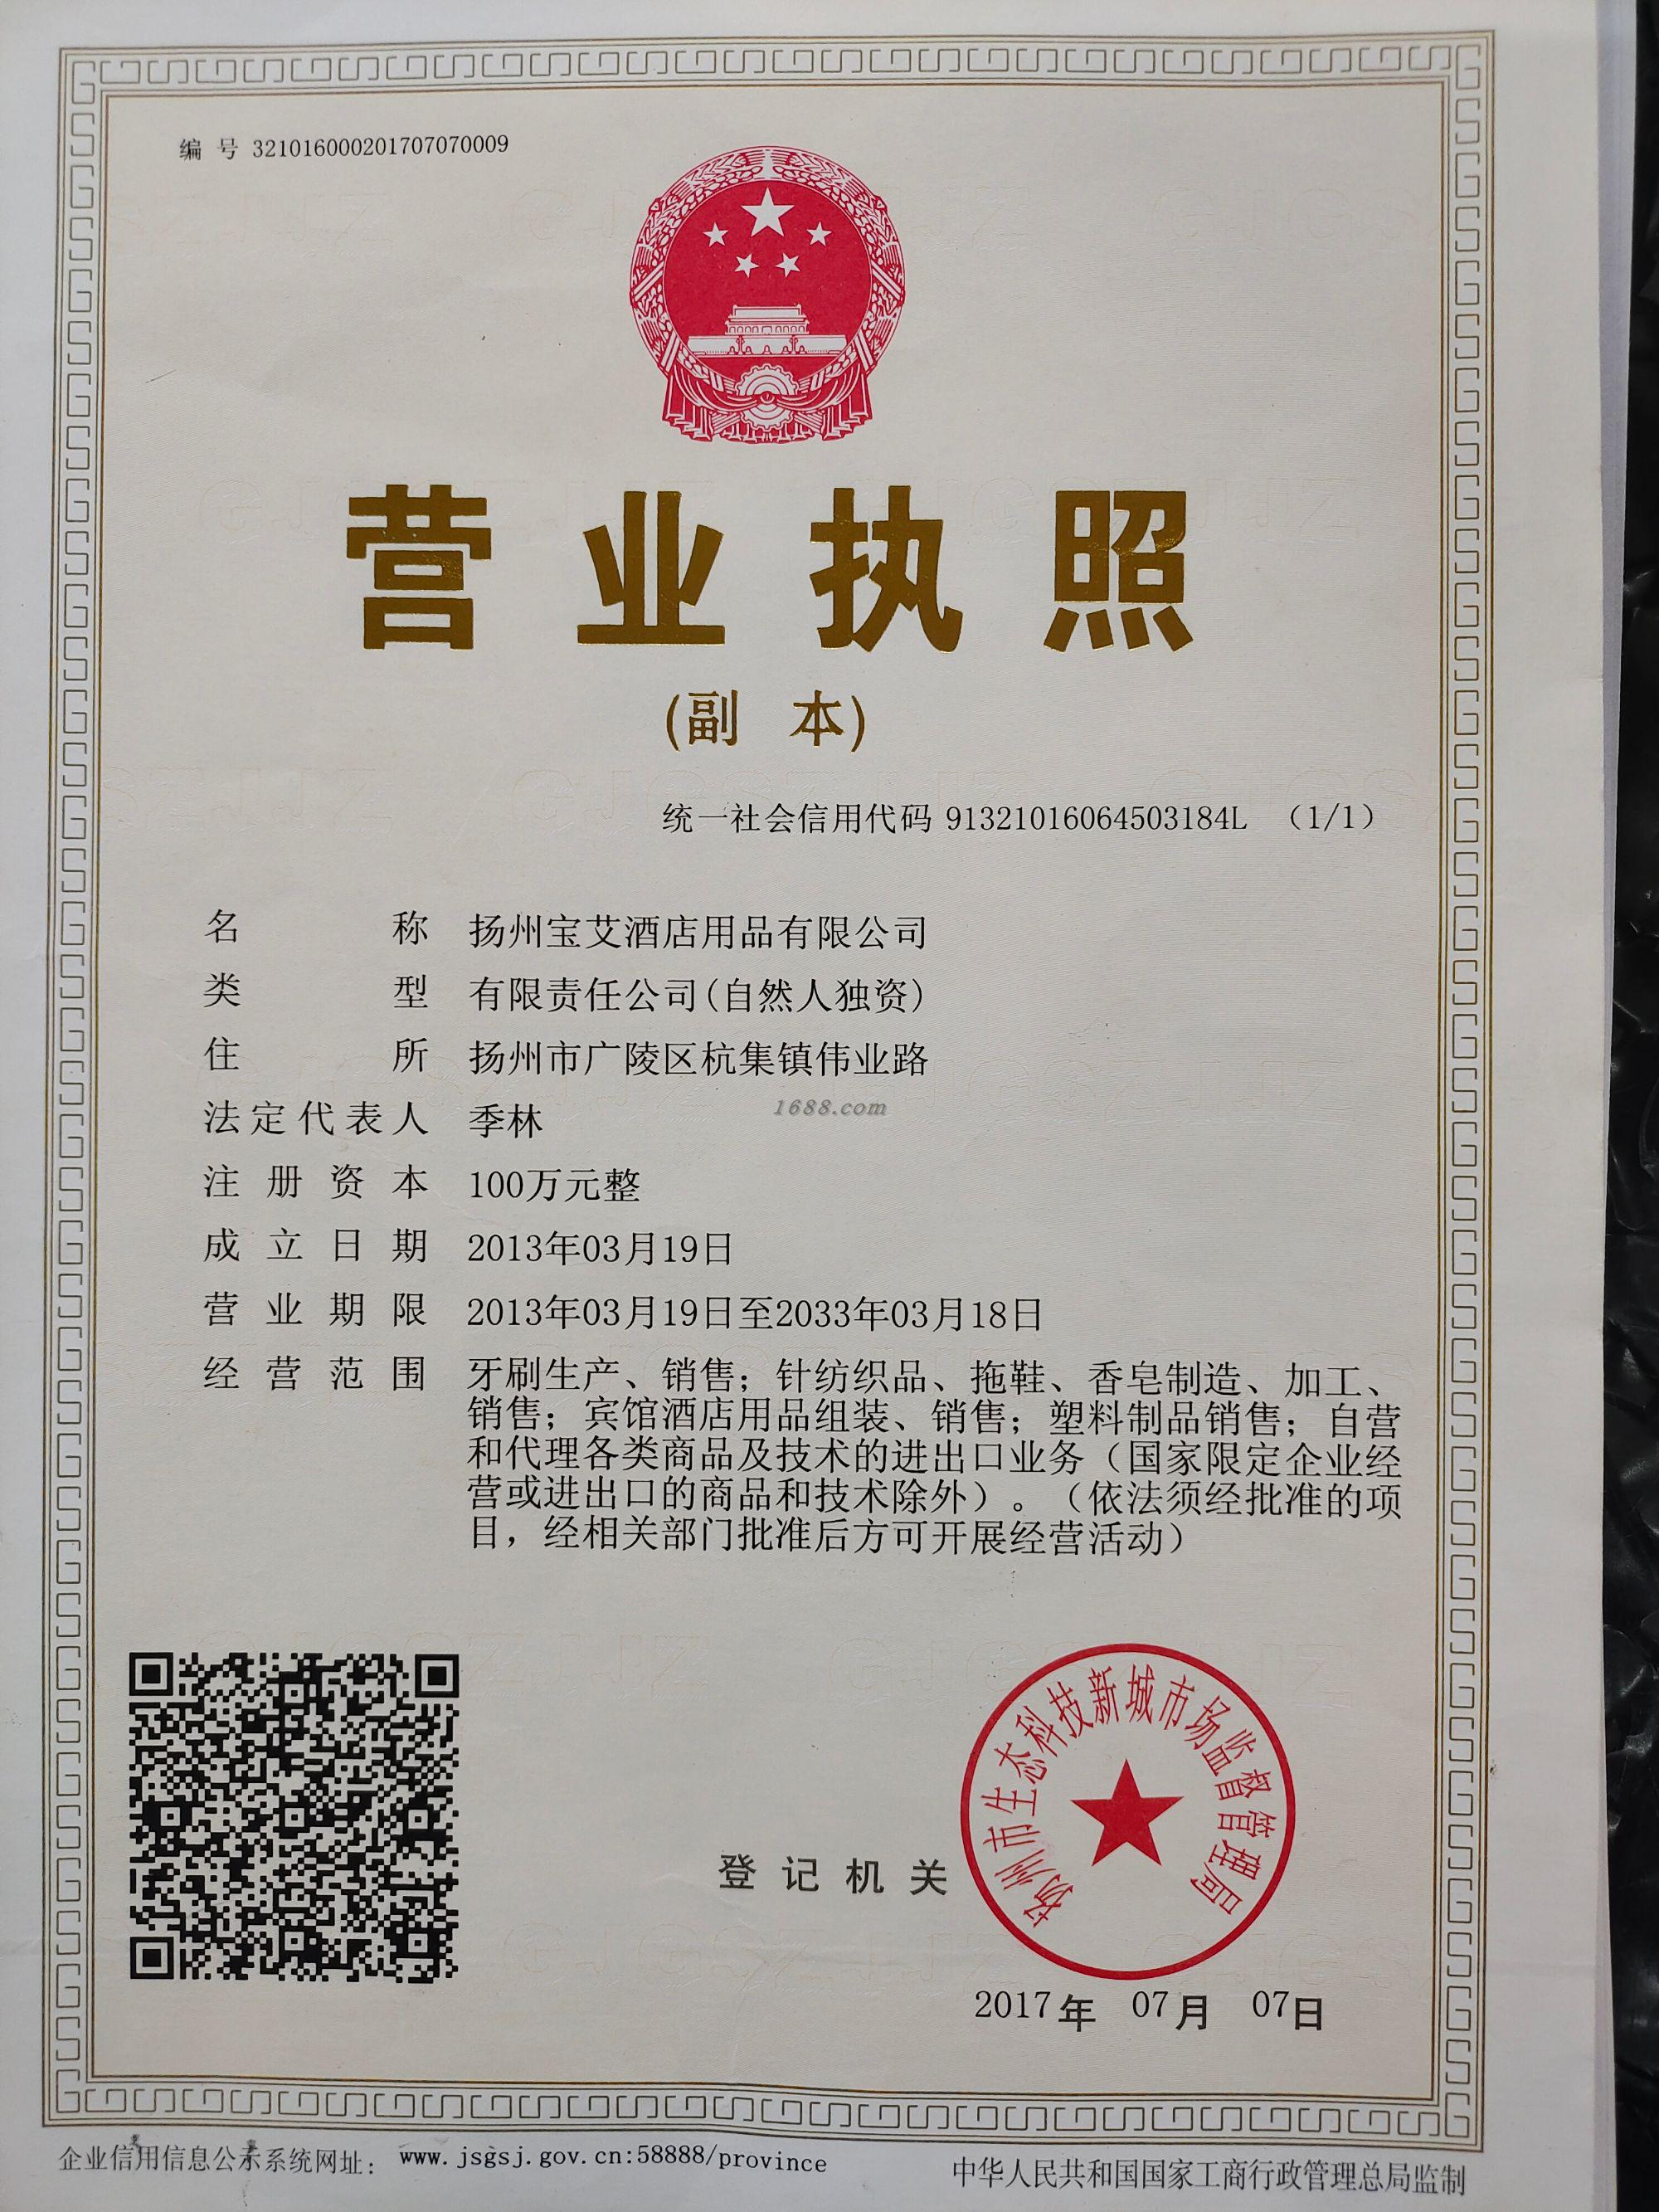 编 号 321016000201707070009
营业执照
(副 本)
统一社会信用代码 91321016064503184L （1/1）
名 称 扬州宝艾酒店用品有限公司
类 型 有限责任公司(自然人独资)
住 所 扬州市广陵区杭集镇伟业路
1688.com
法定代表人 季林
注册资本 100万元整
成立日期 2013年03月19日
营业期限 2013年03月19日至2033年03月18日
经营范围 牙刷生产、销售；针纺织品、拖鞋、香皂制造、加工、
销售；宾馆酒店用品组装、销售；塑料制品销售；自营
和代理各类商品及技术的进出口业务（国家限定企业经
营或进出口的商品和技术除外）。（依法须经批准的项
目，经相关部门批准后方可开展经营活动）
扬州市生态科技新城市场监督管理局
登记机关
2017年 07月 07日
企业信用信息公示系统网址： www.jsgsj.gov.cn:58888/province
中华人民共和国国家工商行政管理总局监制